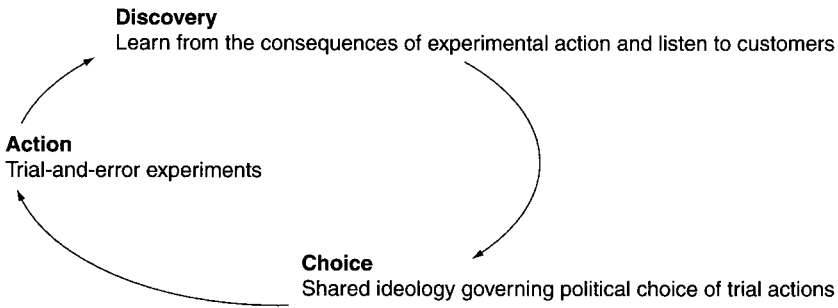 Discovery
Learn from the consequences of experimental action and listen to customers
Action
Trial-and-error experiments
Choice
Shared ideology governing political choice of trial actions